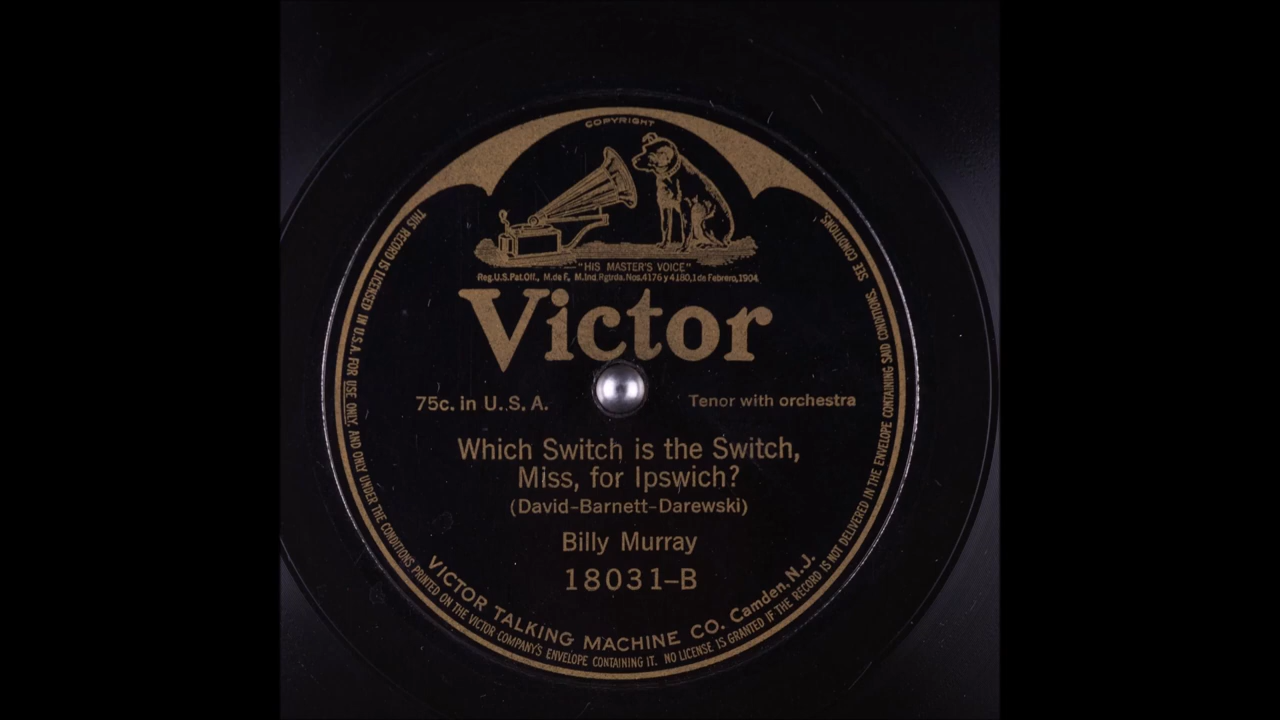 COPYRIGHT
"HIS MASTER'S VOICE"
Reg.U.S.Pat.Off., M.de F., M.Ind.Rgtrda.Nos.4176 y 4180,1 de Febrero,1904
Victor
75c. in U.S.A.
Tenor with orchestra
Which Switch is the Switch,
Miss, for Ipswich?
(David-Barnett-Darewski)
Billy Murray
18031-B
VICTOR TALKING MACHINE CO. Camden, N.J.
THIS RECORD IS LICENSED IN U.S.A. FOR USE ONLY, AND ONLY UNDER THE CONDITIONS PRINTED ON THE VICTOR COMPANY'S ENVELOPE CONTAINING IT. NO LICENSE IS GRANTED IF THE RECORD IS NOT DELIVERED IN THE ENVELOPE CONTAINING SAID CONDITIONS. SEE CONDITIONS.